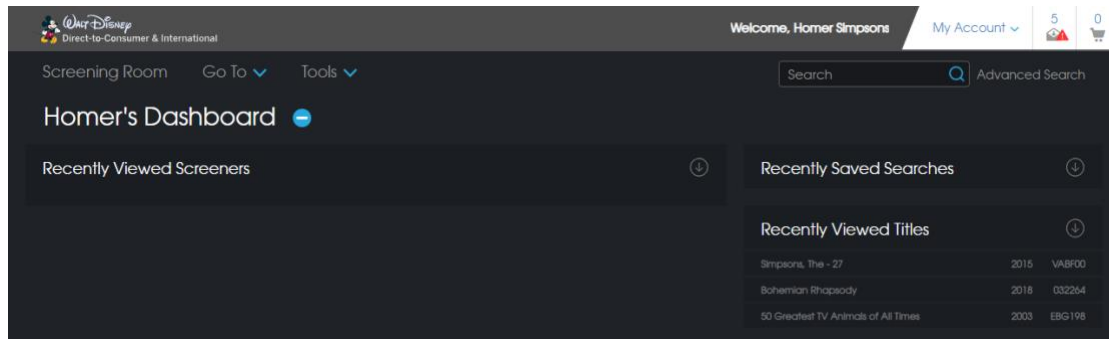 Walt Disney
Direct-to-Consumer & International
Welcome, Homer Simpsons
My Account
5
0
Screening Room Go To Tools
Search
Advanced Search
Homer's Dashboard
Recently Viewed Screeners
Recently Saved Searches
Recently Viewed Titles
Simpsons, The - 27 2015 VABF00
Bohemian Rhapsody 2018 032264
50 Greatest TV Animals of All Times 2003 EBG198